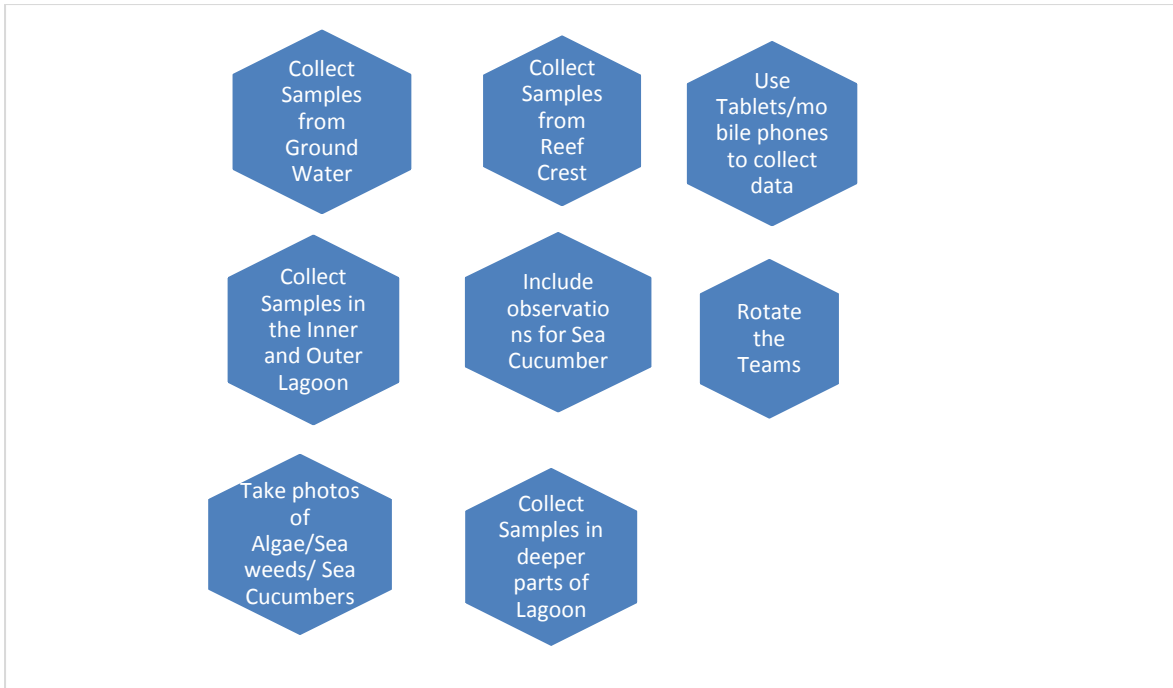 Collect
Samples
from
Ground
Water
Collect
Samples
from
Reef
Crest
Use
Tablets/mo
bile phones
to collect
data
Collect
Samples in
the Inner
and Outer
Lagoon
Include
observatio
ns for Sea
Cucumber
Rotate
the
Teams
Take photos
of
Algae/Sea
weeds/ Sea
Cucumbers
Collect
Samples in
deeper
parts of
Lagoon